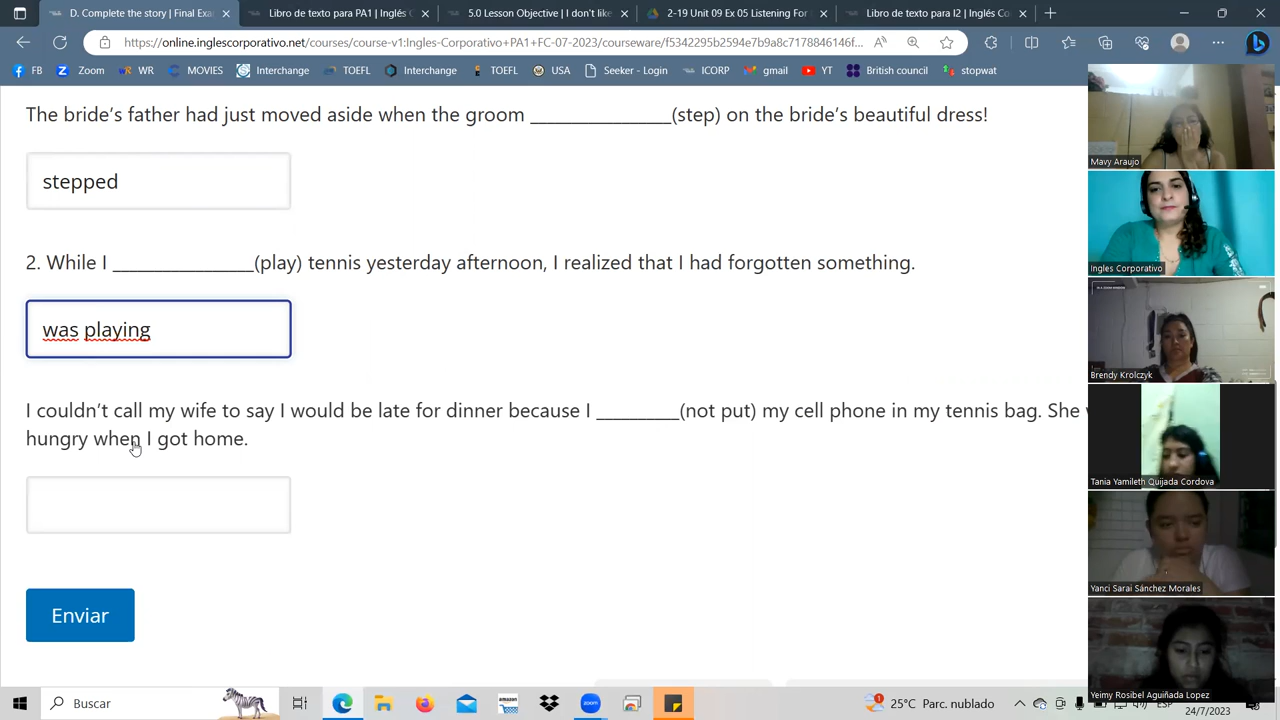 D. Complete the story | Final Exa
Libro de texto para PA1 | Inglés C
5.0 Lesson Objective | I don't like
2-19 Unit 09 Ex 05 Listening For
Libro de texto para I2 | Inglés Co
https://online.inglescorporativo.net/courses/course-v1:Ingles-Corporativo+PA1+FC-07-2023/courseware/f5342295b2594e7b9a8c7178846146f...
FB
Zoom
WR
MOVIES
Interchange
TOEFL
Interchange
TOEFL
USA
Seeker - Login
ICORP
gmail
YT
British council
stopwat
The bride's father had just moved aside when the groom _______________(step) on the bride's beautiful dress!
stepped
2. While I _______________(play) tennis yesterday afternoon, I realized that I had forgotten something.
was playing
I couldn't call my wife to say I would be late for dinner because I _________(not put) my cell phone in my tennis bag. She
hungry when I got home.
Enviar
Mavy Araujo
Ingles Corporativo
Brendy Krolczyk
Tania Yamileth Quijada Cordova
Yanci Sarai Sánchez Morales
Yeimy Rosibel Aguiñada Lopez
Buscar
amazon
zoom
1
25°C Parc. nublado
ESP
24/7/2023